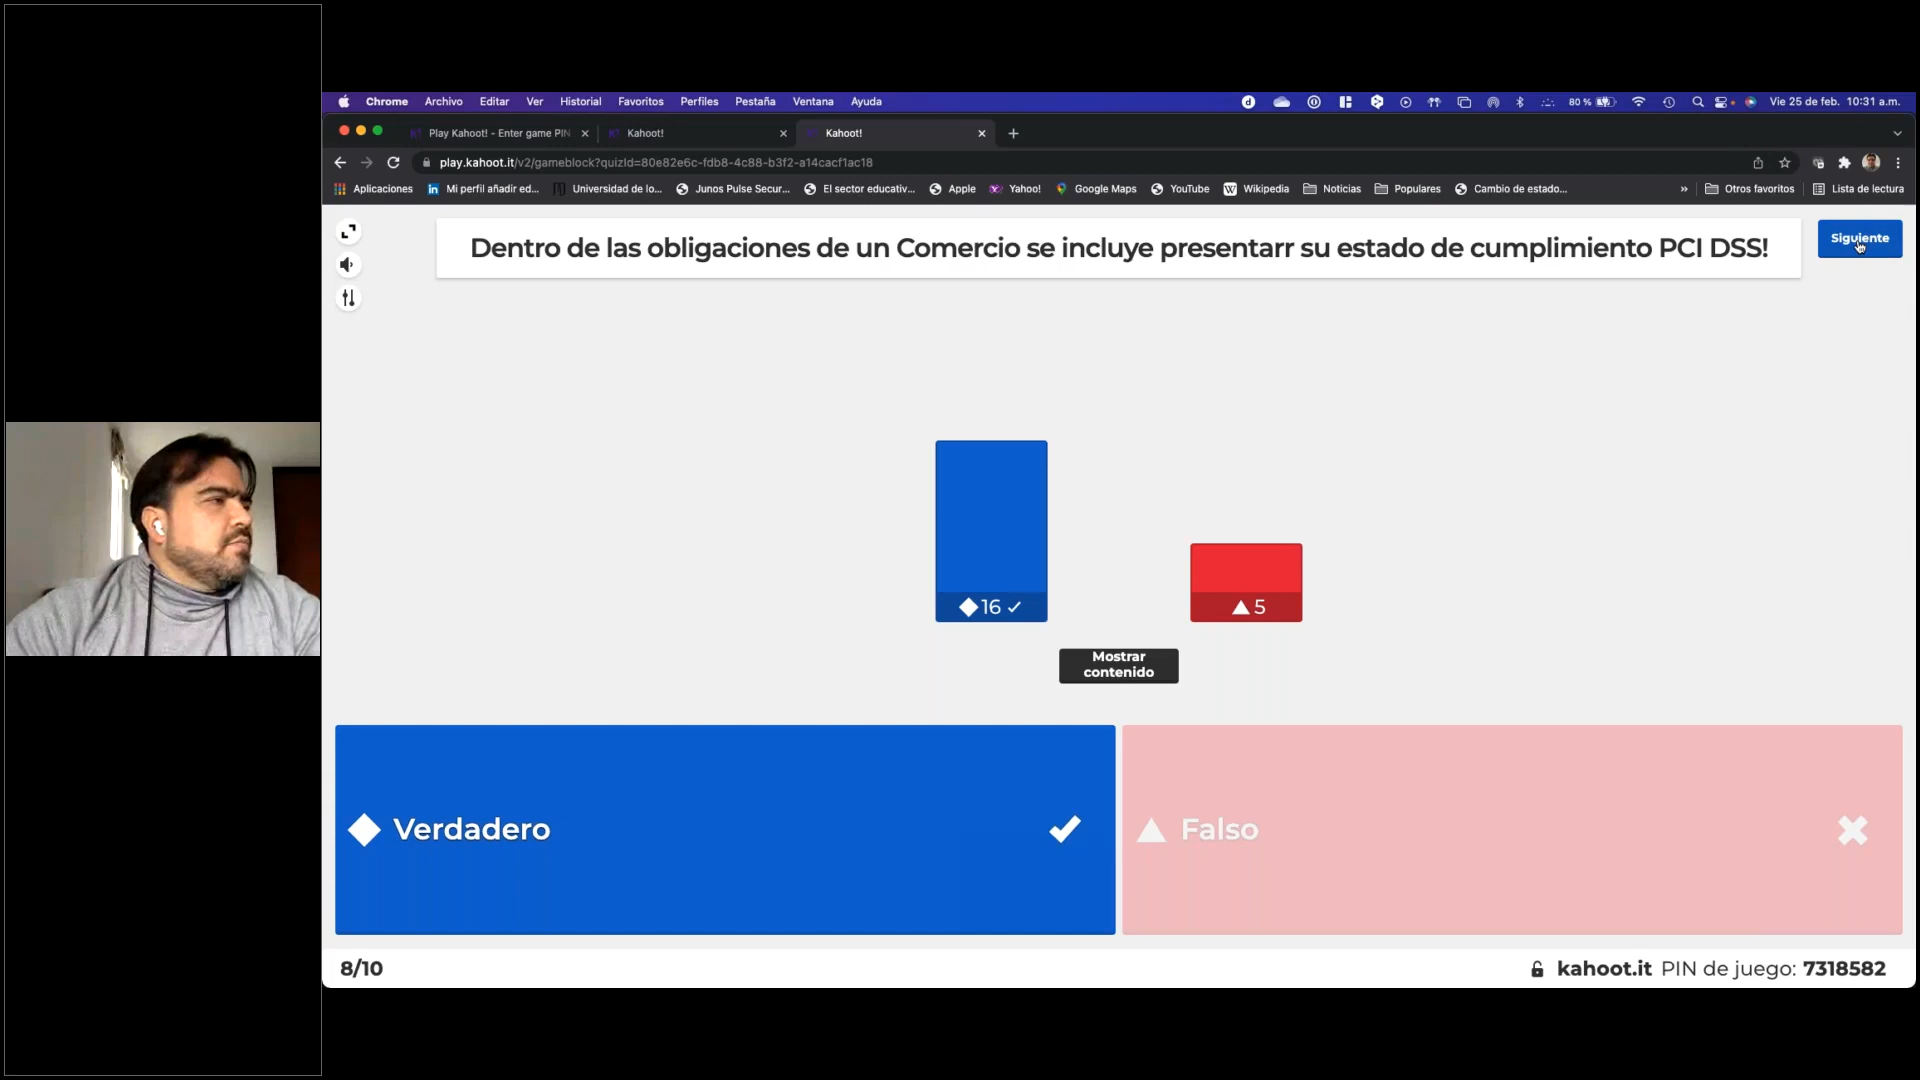 Chrome Archivo Editar Ver Historial Favoritos Perfiles Pestaña Ventana Ayuda 80 % Vie 25 de feb. 10:31 a.m.
Play Kahoot! - Enter game PIN Kahoot! Kahoot!
play.kahoot.it/v2/gameblock?quizId=80e82e6c-fdb8-4c88-b3f2-a14cacf1ac18
Aplicaciones Mi perfil añadir ed... Universidad de lo... Junos Pulse Secur... El sector educativ... Apple Yahoo! Google Maps YouTube Wikipedia Noticias Populares Cambio de estado... » Otros favoritos Lista de lectura
Dentro de las obligaciones de un Comercio se incluye presentarr su estado de cumplimiento PCI DSS!
Siguiente
16
5
Mostrar
contenido
Verdadero
Falso
8/10
kahoot.it PIN de juego: 7318582